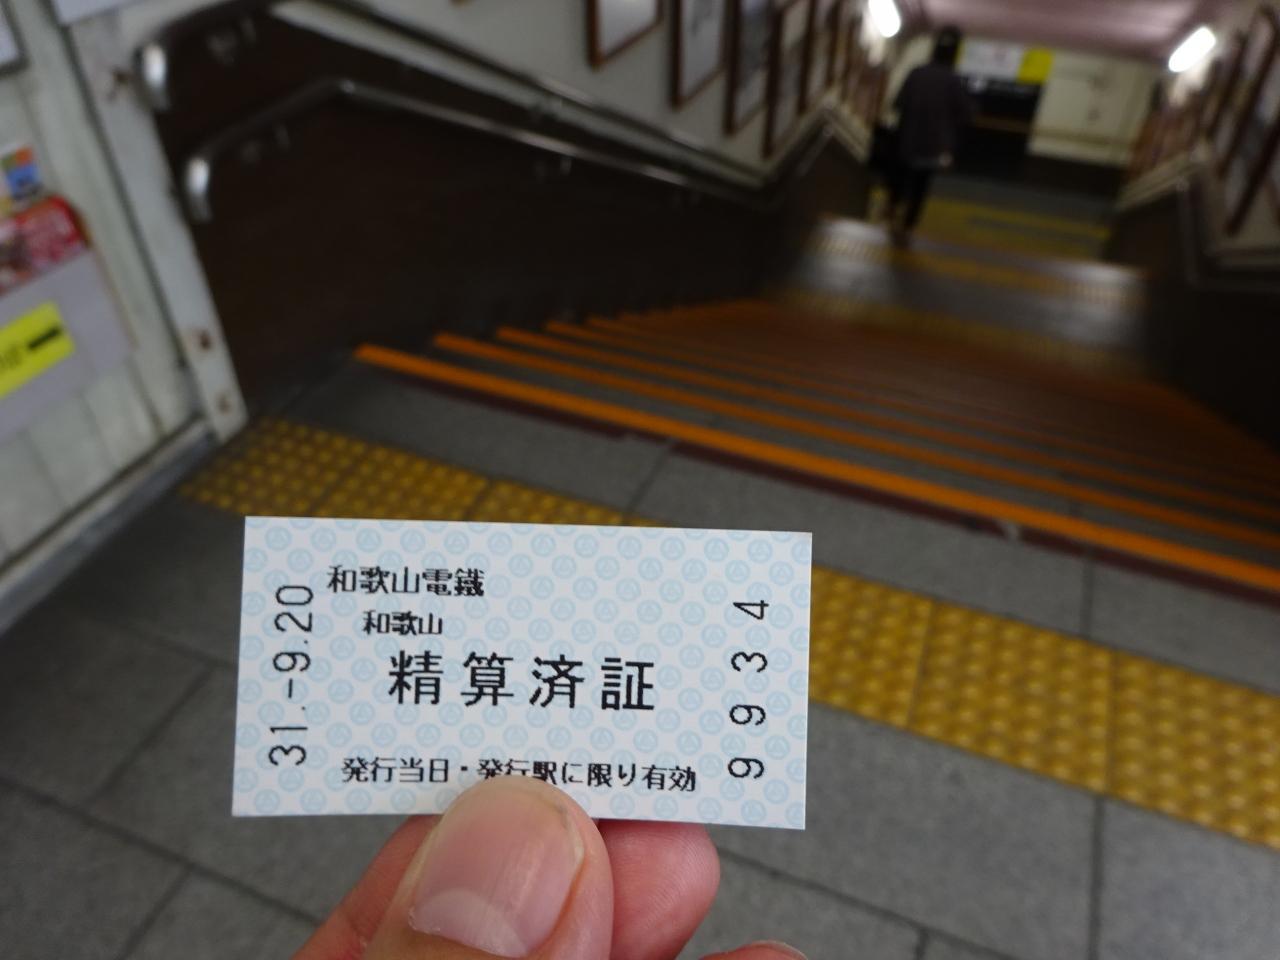 和歌山電鐵
和歌山
精算済証
発行当日・発行駅に限り有効
31.-9.20
9934